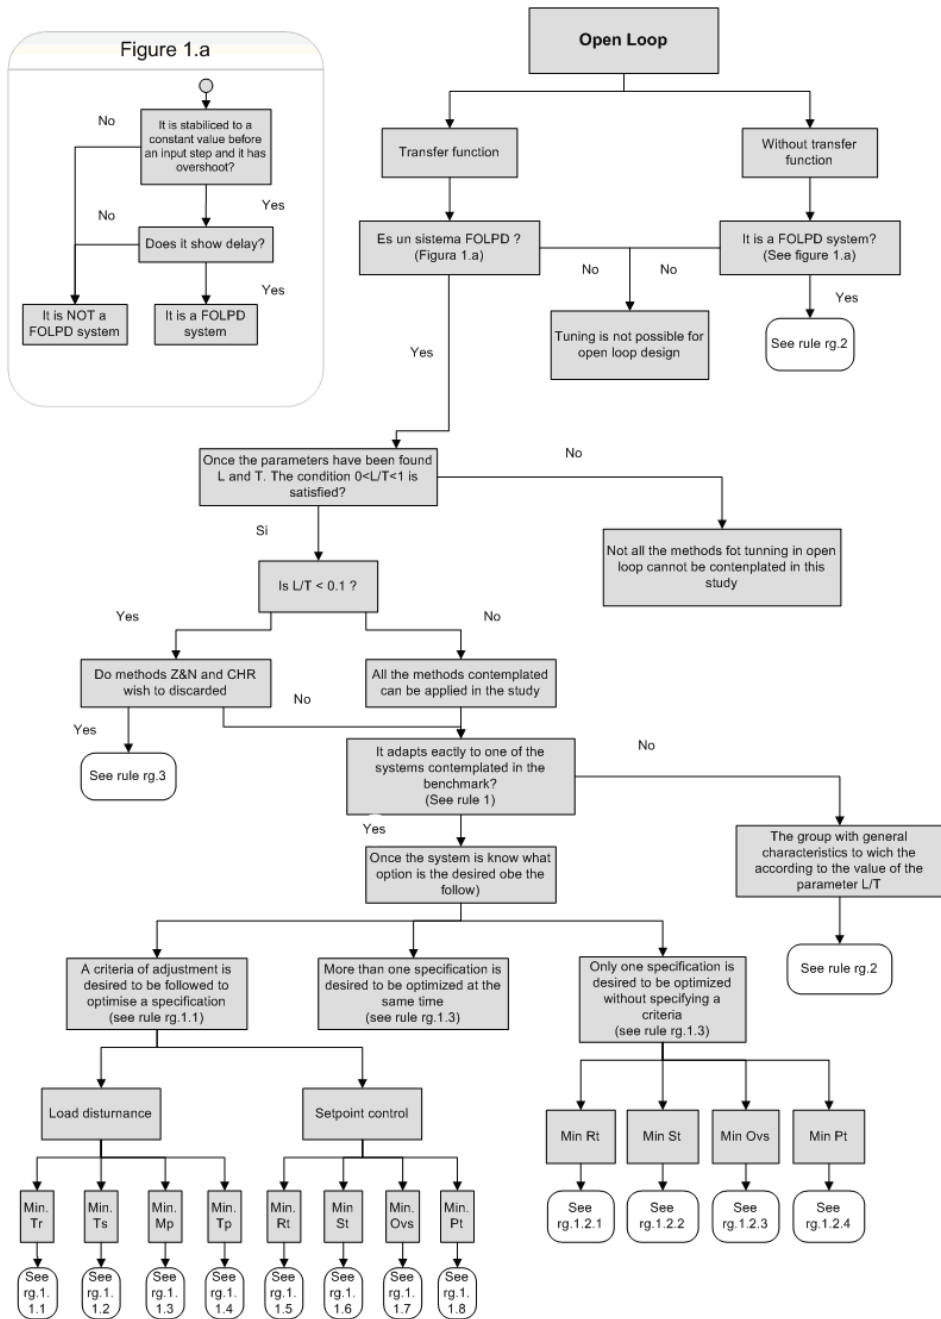 Figure 1.a
No
It is stabiliced to a
constant value before
an input step and it has
overshoot?
Yes
No
Does it show delay?
Yes
It is NOT a
FOLPD system
It is a FOLPD
system
Open Loop
Transfer function
Without transfer
function
Es un sistema FOLPD ?
(Figura 1.a)
It is a FOLPD system?
(See figure 1.a)
No
No
Yes
Tuning is not possible for
open loop design
See rule rg.2
Yes
Once the parameters have been found
L and T. The condition 0<L/T<1 is
satisfied?
No
Si
Not all the methods fot tunning in open
loop cannot be contenplated in this
study
Is L/T < 0.1 ?
Yes
No
Do methods Z&N and CHR
wish to discarded
All the methods contemplated
can be applied in the study
No
Yes
See rule rg.3
It adapts eactly to one of the
systems contemplated in the
benchmark?
(See rule 1)
No
Yes
The group with general
characteristics to wich the
according to the value of the
parameter L/T
Once the system is know what
option is the desired obe the
follow)
See rule rg.2
A criteria of adjustment is
desired to be followed to
optimise a specification
(see rule rg.1.1)
More than one specification is
desired to be optimized at the
same time
(see rule rg.1.3)
Only one specification is
desired to be optimized
without specifying a
criteria
(see rule rg.1.3)
Load disturnance
Setpoint control
Min Rt
Min St
Min Ovs
Min Pt
See
rg.1.2.1
See
rg.1.2.2
See
rg.1.2.3
See
rg.1.2.4
Min.
Tr
Min.
Ts
Min.
Mp
Min.
Tp
Min.
Rt
Min
St
Min.
Ovs
Min.
Pt
See
rg.1.
1.1
See
rg.1.
1.2
See
rg.1.
1.3
See
rg.1.
1.4
See
rg.1.
1.5
See
rg.1.
1.6
See
rg.1.
1.7
See
rg.1.
1.8